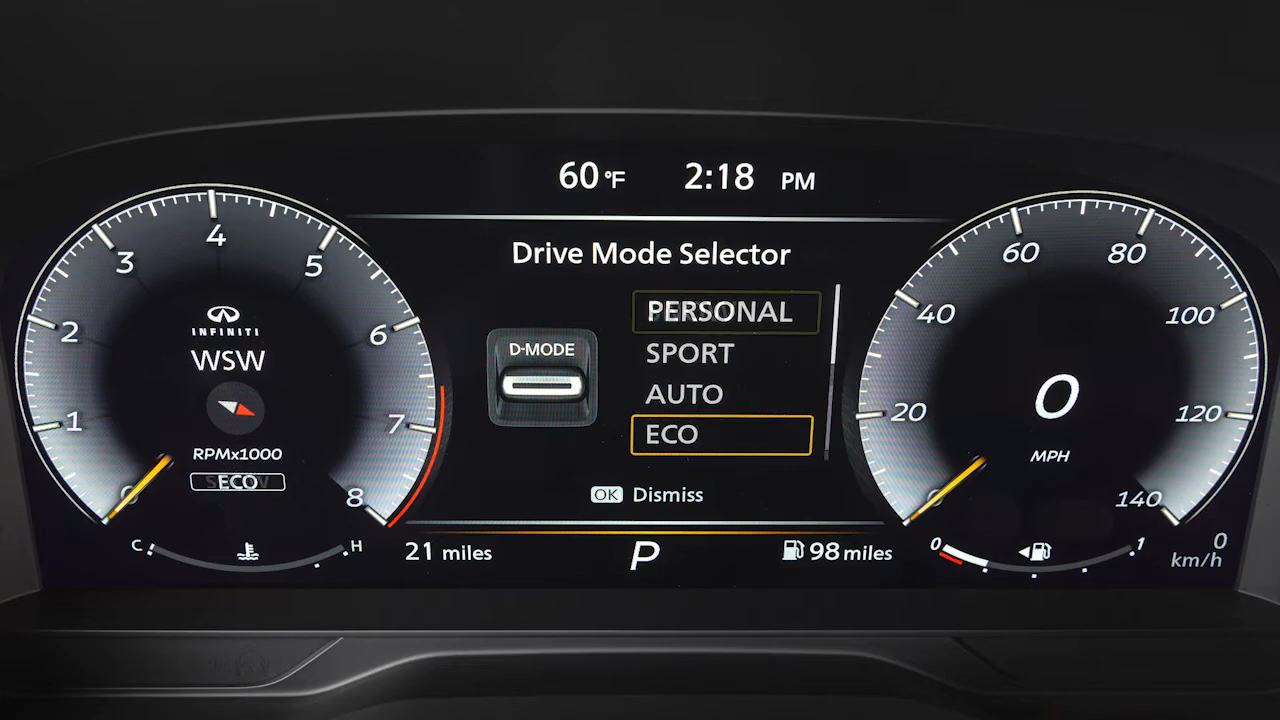 60 °F 2:18 PM
Drive Mode Selector
PERSONAL
SPORT
AUTO
ECO
D-MODE
OK Dismiss
21 miles
P
98 miles
0 1 2 3 4 5 6 7 8
INFINITI
WSW
RPMx1000
ECO
C H
0 20 40 60 80 100 120 140
0
MPH
0 1
0
km/h